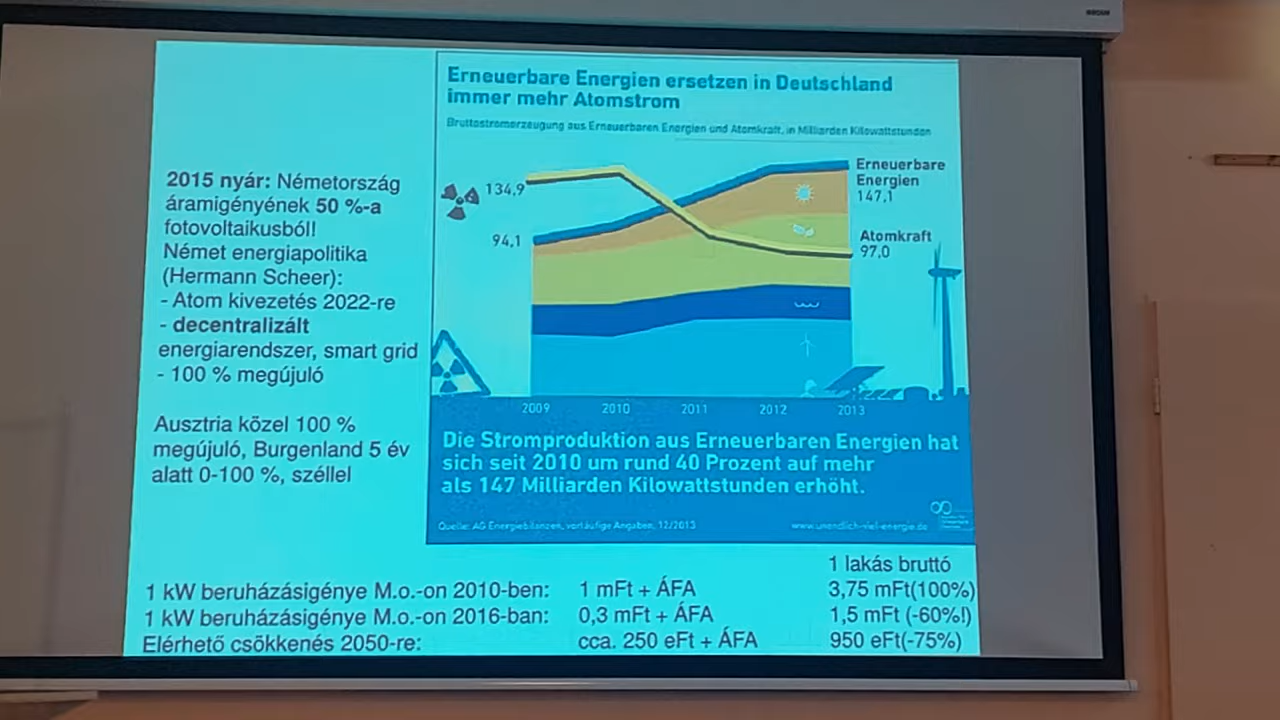 2015 nyár: Németország
áramigényének 50 %-a
fotovoltaikusból!
Német energiapolitika
(Hermann Scheer):
- Atom kivezetés 2022-re
- decentralizált
energiarendszer, smart grid
- 100 % megújuló
Ausztria közel 100 %
megújuló, Burgenland 5 év
alatt 0-100 %, széllel
Erneuerbare Energien ersetzen in Deutschland
immer mehr Atomstrom
Bruttostromerzeugung aus Erneuerbaren Energien und Atomkraft, in Milliarden Kilowattstunden
134,9
94,1
Erneuerbare
Energien
147,1
Atomkraft
97,0
2009 2010 2011 2012 2013
Die Stromproduktion aus Erneuerbaren Energien hat
sich seit 2010 um rund 40 Prozent auf mehr
als 147 Milliarden Kilowattstunden erhöht.
Quelle: AG Energiebilanzen, vorläufige Angaben, 12/2013
www.unendlich-viel-energie.de
1 lakás bruttó
1 kW beruházásigénye M.o.-on 2010-ben: 1 mFt + ÁFA 3,75 mFt(100%)
1 kW beruházásigénye M.o.-on 2016-ban: 0,3 mFt + ÁFA 1,5 mFt (-60%!)
Elérhető csökkenés 2050-re: cca. 250 eFt + ÁFA 950 eFt(-75%)